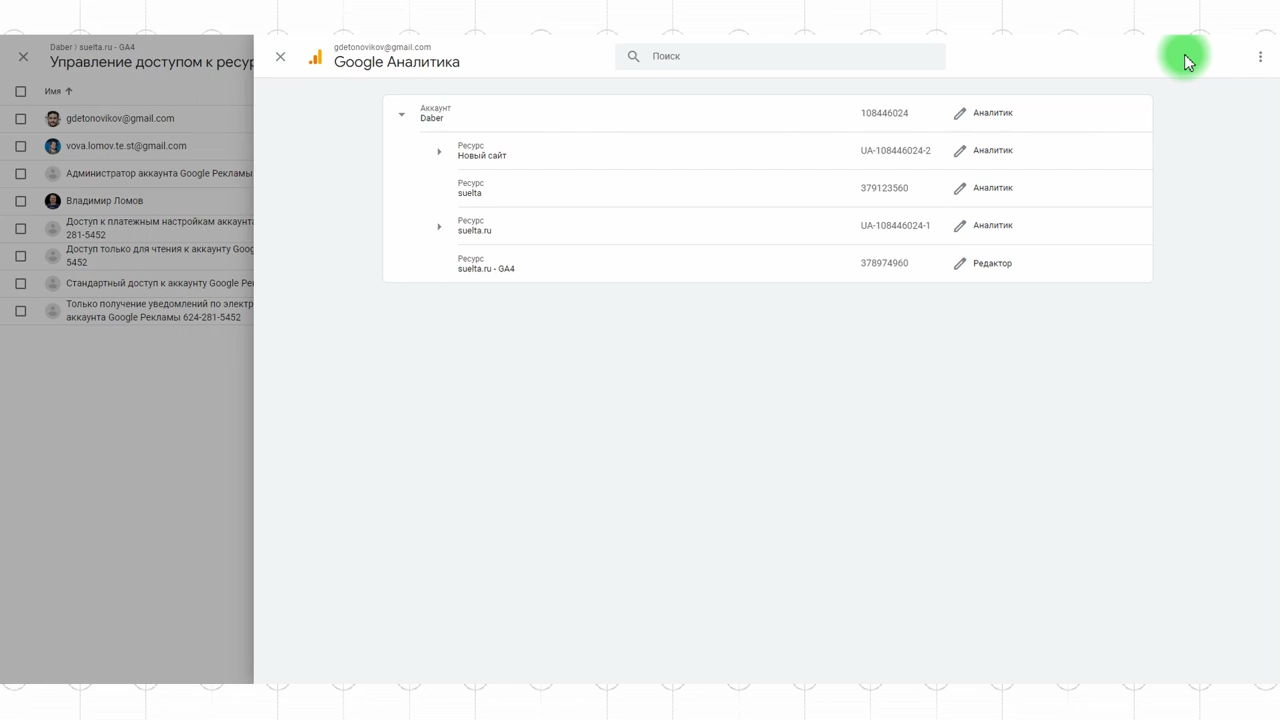 Daber › suelta.ru - GA4
Управление доступом к ресур
Имя
gdetonovikov@gmail.com
vova.lomov.te.st@gmail.com
Администратор аккаунта Google Рекламы
Владимир Ломов
Доступ к платежным настройкам аккаунта
281-5452
Доступ только для чтения к аккаунту Goog
5452
Стандартный доступ к аккаунту Google Рек
Только получение уведомлений по электр
аккаунта Google Рекламы 624-281-5452
gdetonovikov@gmail.com
Google Аналитика
Поиск
Аккаунт
Daber
108446024
Аналитик
Ресурс
Новый сайт
UA-108446024-2
Аналитик
Ресурс
suelta
379123560
Аналитик
Ресурс
suelta.ru
UA-108446024-1
Аналитик
Ресурс
suelta.ru - GA4
378974960
Редактор